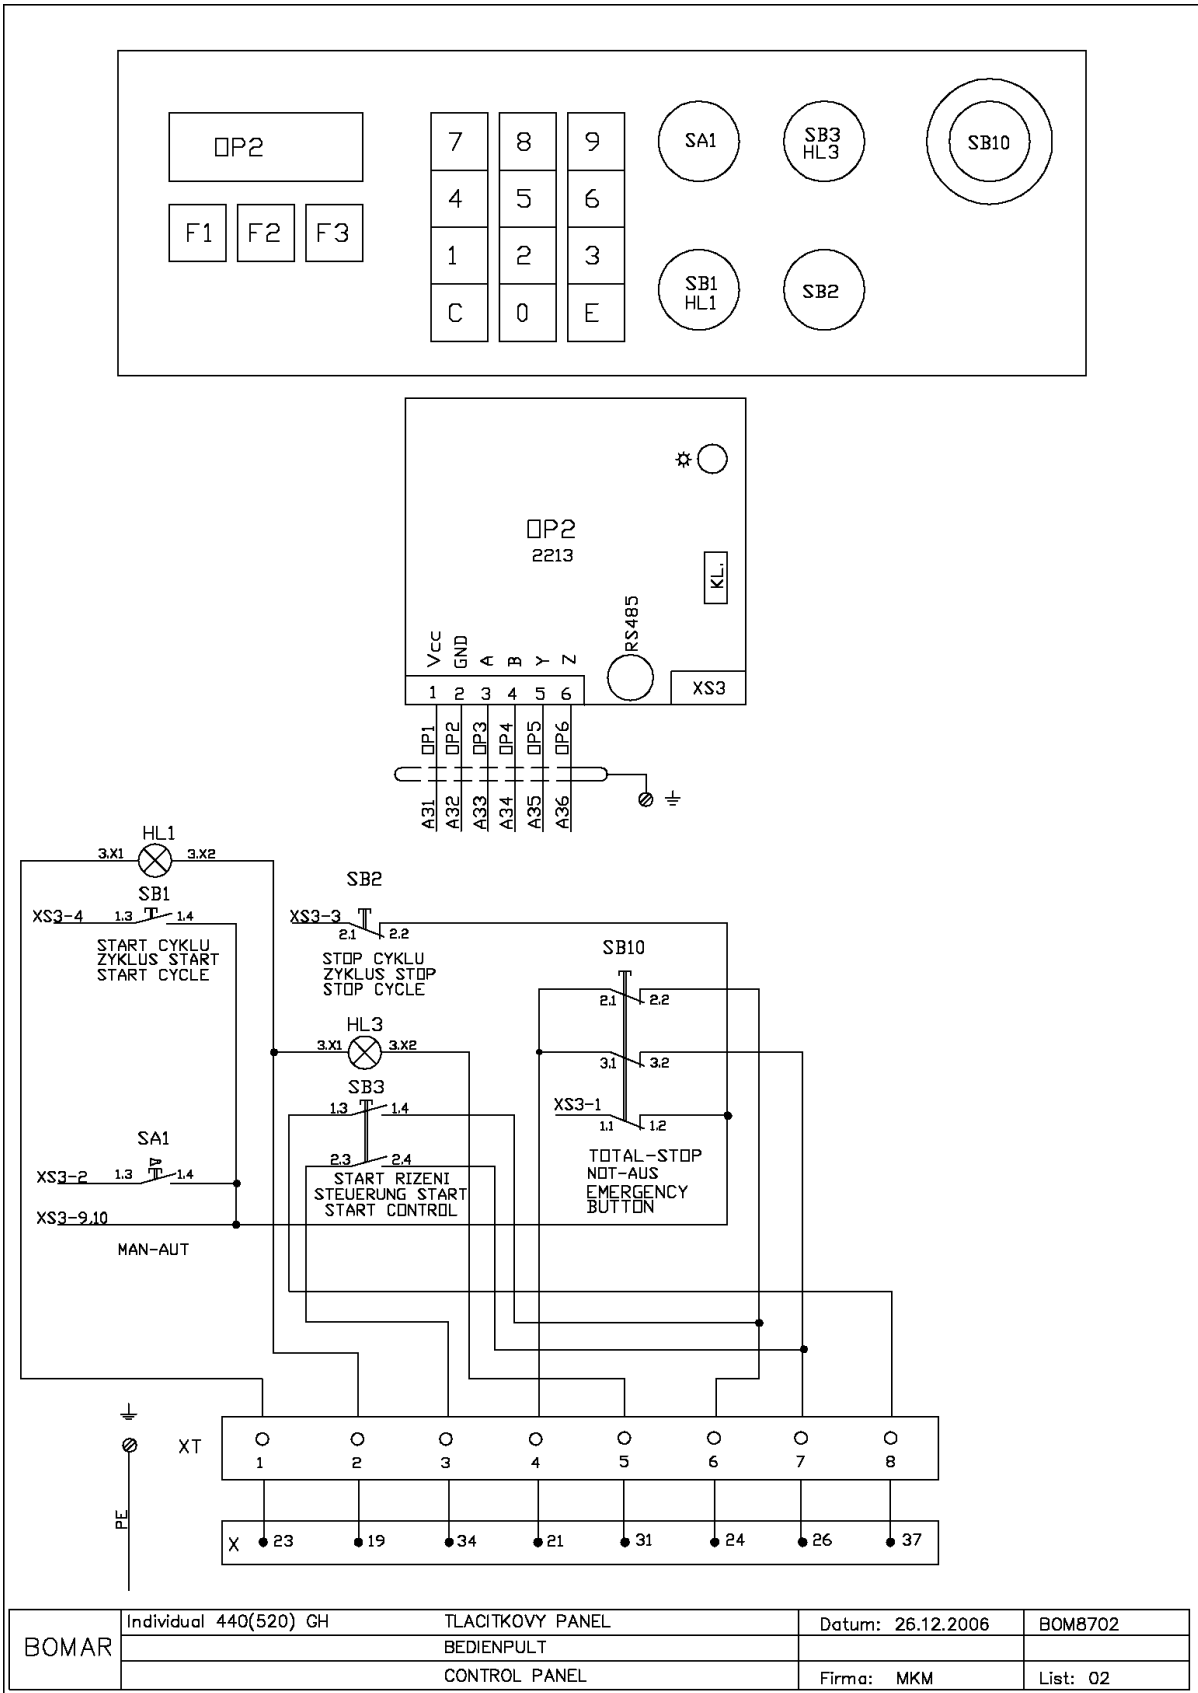 OP2
F1 F2 F3
7 8 9
4 5 6
1 2 3
C 0 E
SA1
SB3
HL3
SB10
SB1
HL1
SB2
OP2
2213
KL.
RS485
Vcc GND A B Y Z
1 2 3 4 5 6
XS3
OP1 OP2 OP3 OP4 OP5 OP6
A31 A32 A33 A34 A35 A36
HL1
3.X1 3.X2
SB1
XS3-4 1.3 1.4
START CYKLU
ZYKLUS START
START CYCLE
SB2
XS3-3
2.1 2.2
STOP CYKLU
ZYKLUS STOP
STOP CYCLE
SB10
2.1 2.2
3.1 3.2
XS3-1
1.1 1.2
TOTAL-STOP
NOT-AUS
EMERGENCY
BUTTON
HL3
3.X1 3.X2
SB3
1.3 1.4
2.3 2.4
START RIZENI
STEUERUNG START
START CONTROL
SA1
XS3-2 1.3 1.4
XS3-9,10
MAN-AUT
XT
1 2 3 4 5 6 7 8
PE
X 23 19 34 21 31 24 26 37
BOMAR
Individual 440(520) GH TLACITKOVY PANEL Datum: 26.12.2006 BOM8702
BEDIENPULT
CONTROL PANEL Firma: MKM List: 02